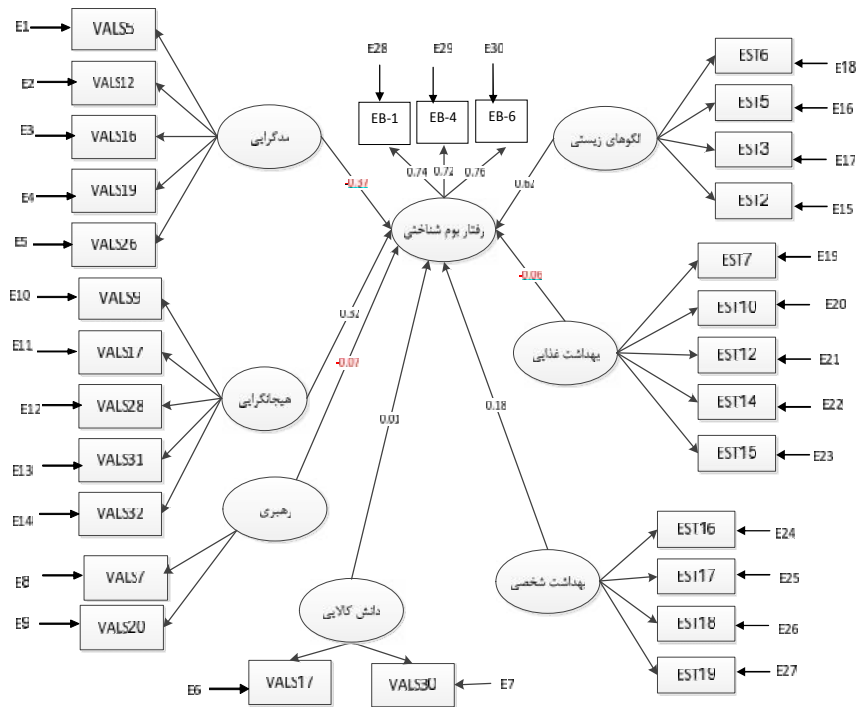 E1
VALS5
E2
VALS12
E3
VALS16
E4
VALS19
E5
VALS26
مدگرایی
-0.37
E28
E29
E30
EB-1
EB-4
EB-6
0.74
0.72
0.76
رفتار بوم شناختی
EST6
E18
EST5
E16
EST3
E17
EST2
E15
الگوهای زیستی
0.62
E10
VALS9
E11
VALS17
E12
VALS28
E13
VALS31
E14
VALS32
هیجانگرایی
0.32
-0.07
رهبری
E8
VALS7
E9
VALS20
0.01
دانش کالایی
E6
VALS17
VALS30
E7
-0.06
بهداشت غذایی
EST7
E19
EST10
E20
EST12
E21
EST14
E22
EST15
E23
0.18
بهداشت شخصی
EST16
E24
EST17
E25
EST18
E26
EST19
E27